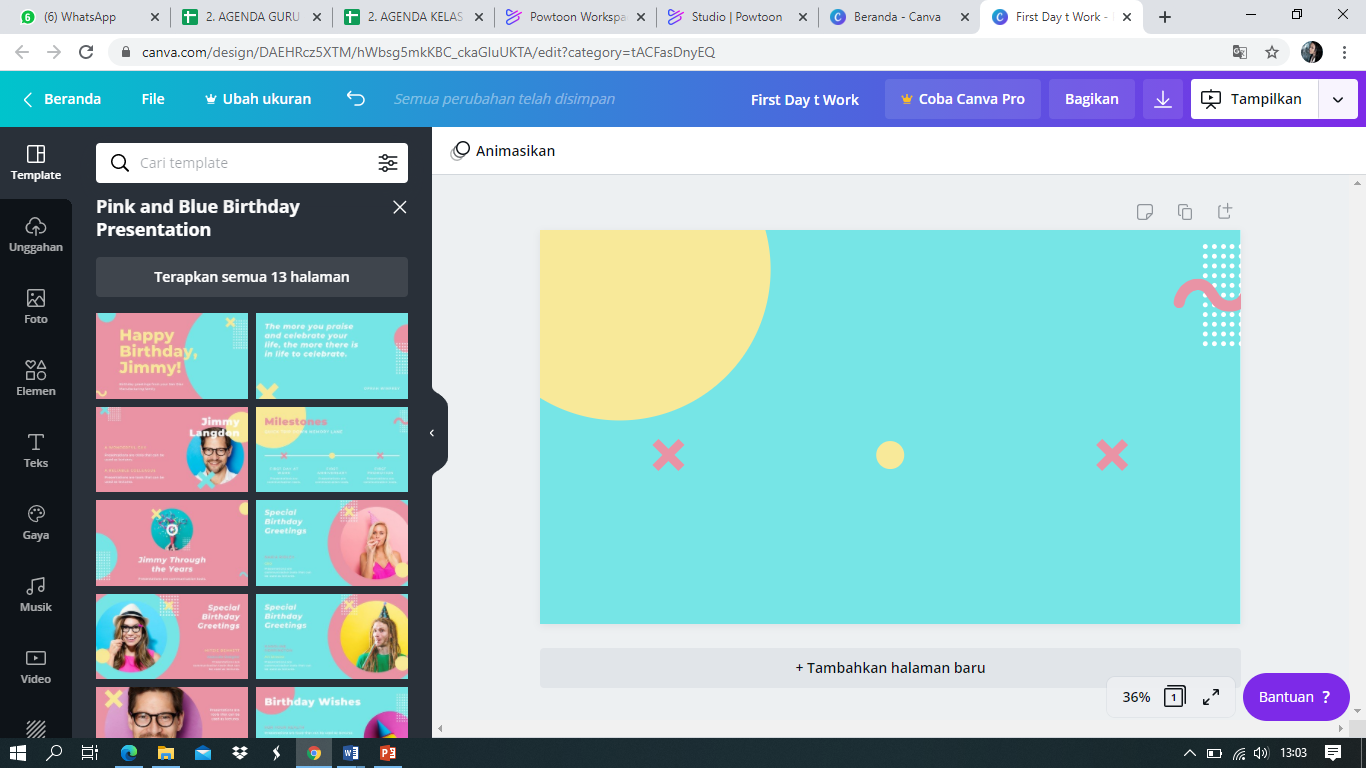 (6) WhatsApp
2. AGENDA GURU
2. AGENDA KELAS
Powtoon Workspa
Studio | Powtoon
Beranda - Canva
First Day t Work -
canva.com/design/DAEHRcz5XTM/hWbsg5mkKBC_ckaGluUKTA/edit?category=tACFasDnyEQ
Beranda
File
Ubah ukuran
Semua perubahan telah disimpan
First Day t Work
Coba Canva Pro
Bagikan
Tampilkan
Template
Unggahan
Foto
Elemen
Teks
Gaya
Musik
Video
Cari template
Pink and Blue Birthday
Presentation
Terapkan semua 13 halaman
Happy
Birthday,
Jimmy!
The more you praise
and celebrate your
life, the more there is
in life to celebrate.
Jimmy
Langdon
Milestones
Jimmy Through
the Years
Special
Birthday
Greetings
Special
Birthday
Greetings
Special
Birthday
Greetings
Birthday Wishes
Animasikan
+ Tambahkan halaman baru
36%
1
Bantuan ?
13:03